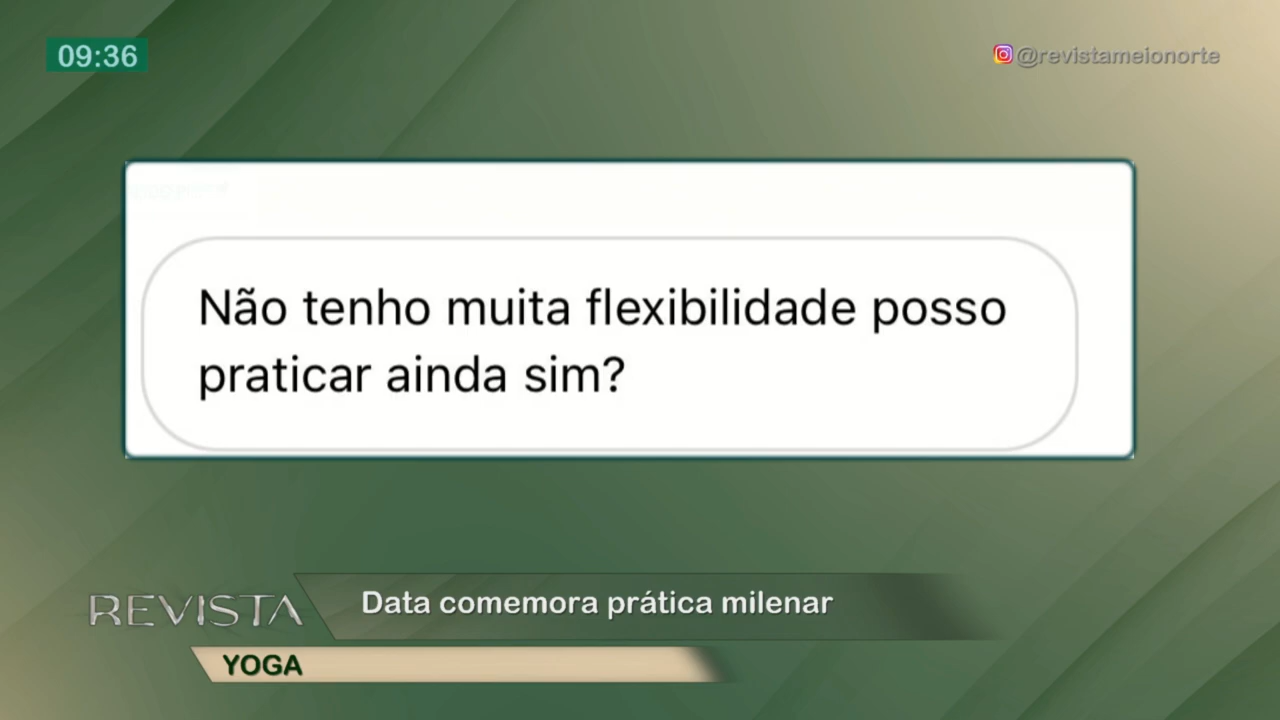 09:36
@revistameionorte
Não tenho muita flexibilidade posso
praticar ainda sim?
REVISTA
Data comemora prática milenar
YOGA